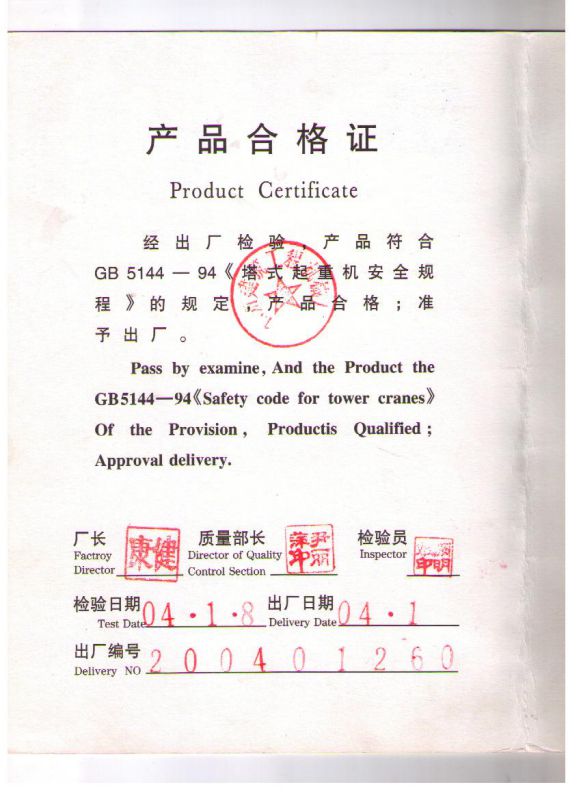 产品合格证
Product Certificate
经出厂检验，产品符合
GB 5144 — 94《塔式起重机安全规
程》的规定，产品合格；准
予出厂。
Pass by examine, And the Product the
GB5144—94《Safety code for tower cranes》
Of the Provision, Productis Qualified;
Approval delivery.
厂长 康健 质量部长 检验员
Factroy Director of Quality Inspector
Director Control Section
检验日期 04·1·8 出厂日期 04·1
Test Date Delivery Date
出厂编号
Delivery NO 200401260